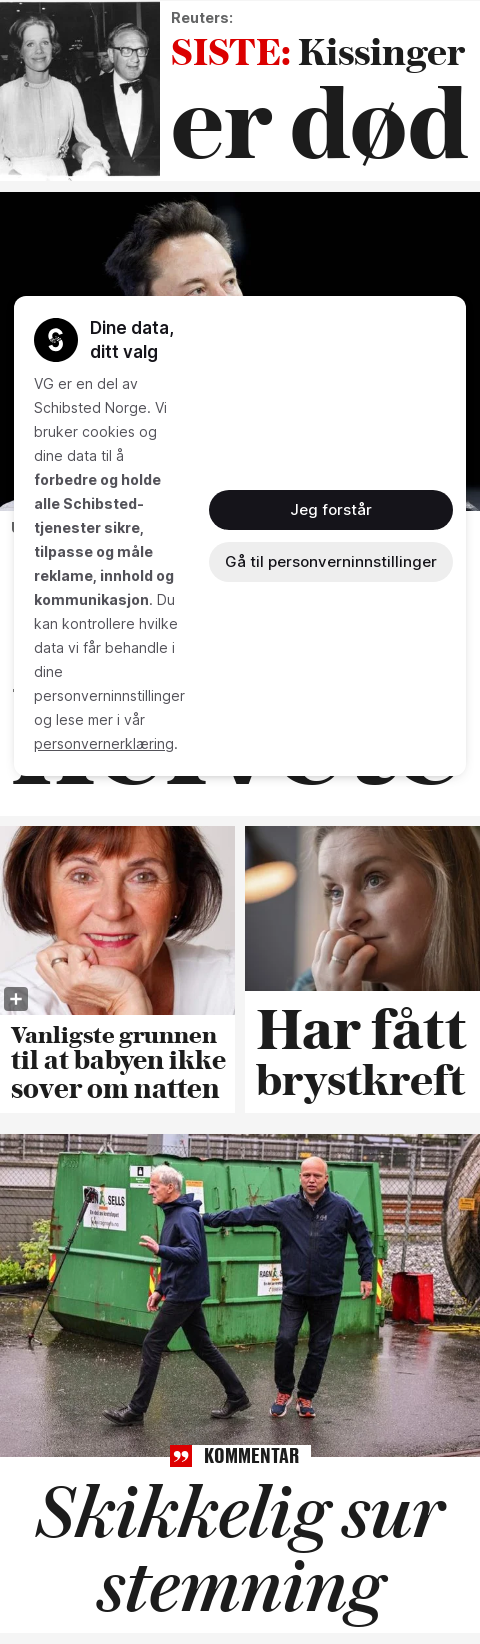 Reuters:
SISTE: Kissinger
er død
Dine data,
ditt valg
VG er en del av
Schibsted Norge. Vi
bruker cookies og
dine data til å
forbedre og holde
alle Schibsted-
tjenester sikre,
tilpasse og måle
reklame, innhold og
kommunikasjon. Du
kan kontrollere hvilke
data vi får behandle i
dine
personverninnstillinger
og lese mer i vår
personvernerklæring.
Jeg forstår
Gå til personverninnstillinger
Vanligste grunnen
til at babyen ikke
sover om natten
Har fått
brystkreft
KOMMENTAR
Skikkelig sur
stemning